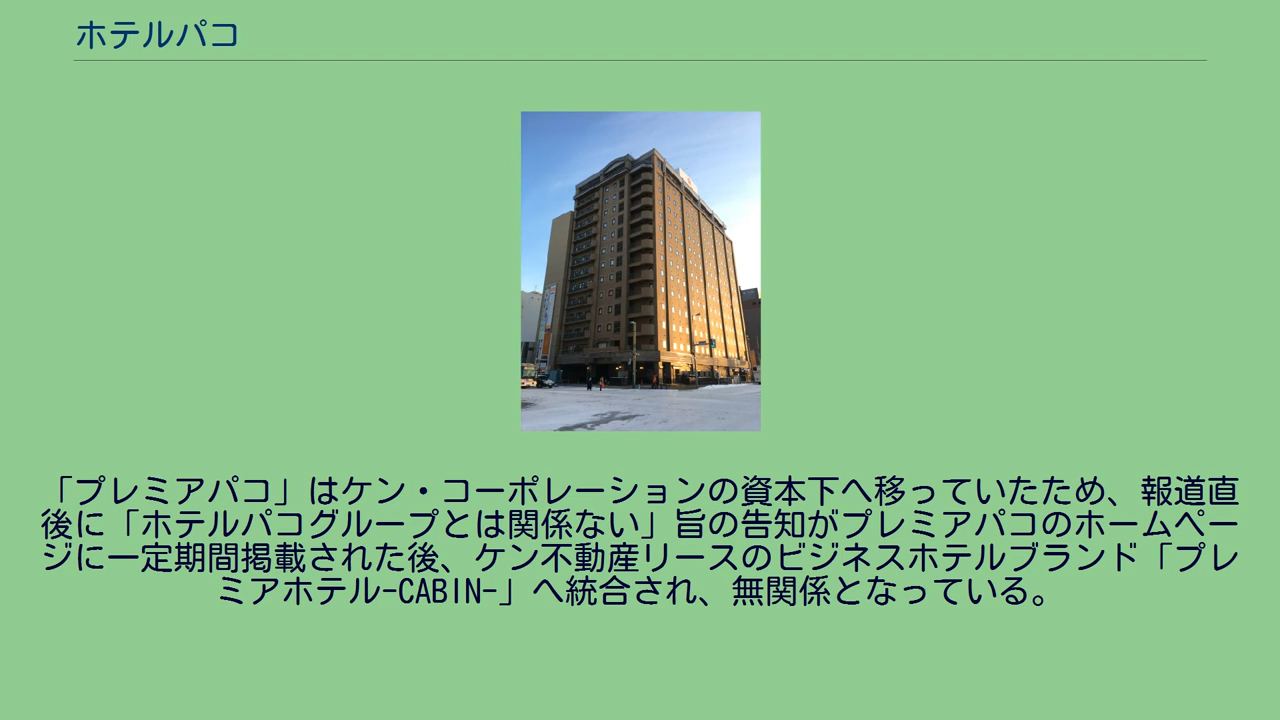 ホテルパコ
「プレミアパコ」はケン・コーポレーションの資本下へ移っていたため、報道直
後に「ホテルパコグループとは関係ない」旨の告知がプレミアパコのホームペー
ジに一定期間掲載された後、ケン不動産リースのビジネスホテルブランド「プレ
ミアホテル-CABIN-」へ統合され、無関係となっている。